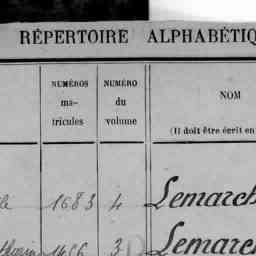 RÉPERTOIRE ALPHABÉTIQ
NUMÉROS NUMÉRO
ma- du NOM
tricules volume
(Il doit être écrit en
le 1683 4 Lemarch
1466 3 Lemarc